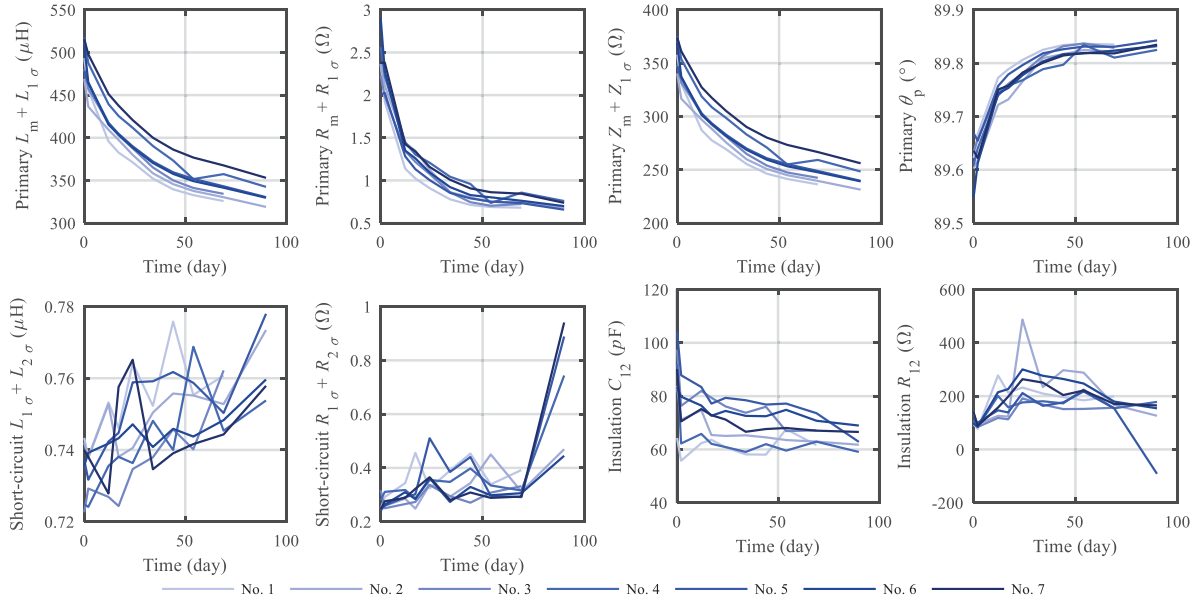 Primary L_m + L_1σ (μH)
550
500
450
400
350
300
0 50 100
Time (day)
Primary R_m + R_1σ (Ω)
3
2.5
2
1.5
1
0.5
0 50 100
Time (day)
Primary Z_m + Z_1σ (Ω)
400
350
300
250
200
0 50 100
Time (day)
Primary θ_p (°)
89.9
89.8
89.7
89.6
89.5
0 50 100
Time (day)
Short-circuit L_1σ + L_2σ (μH)
0.78
0.76
0.74
0.72
0 50 100
Time (day)
Short-circuit R_1σ + R_2σ (Ω)
1
0.8
0.6
0.4
0.2
0 50 100
Time (day)
Insulation C_12 (pF)
120
100
80
60
40
0 50 100
Time (day)
Insulation R_12 (Ω)
600
400
200
0
-200
0 50 100
Time (day)
No. 1 No. 2 No. 3 No. 4 No. 5 No. 6 No. 7